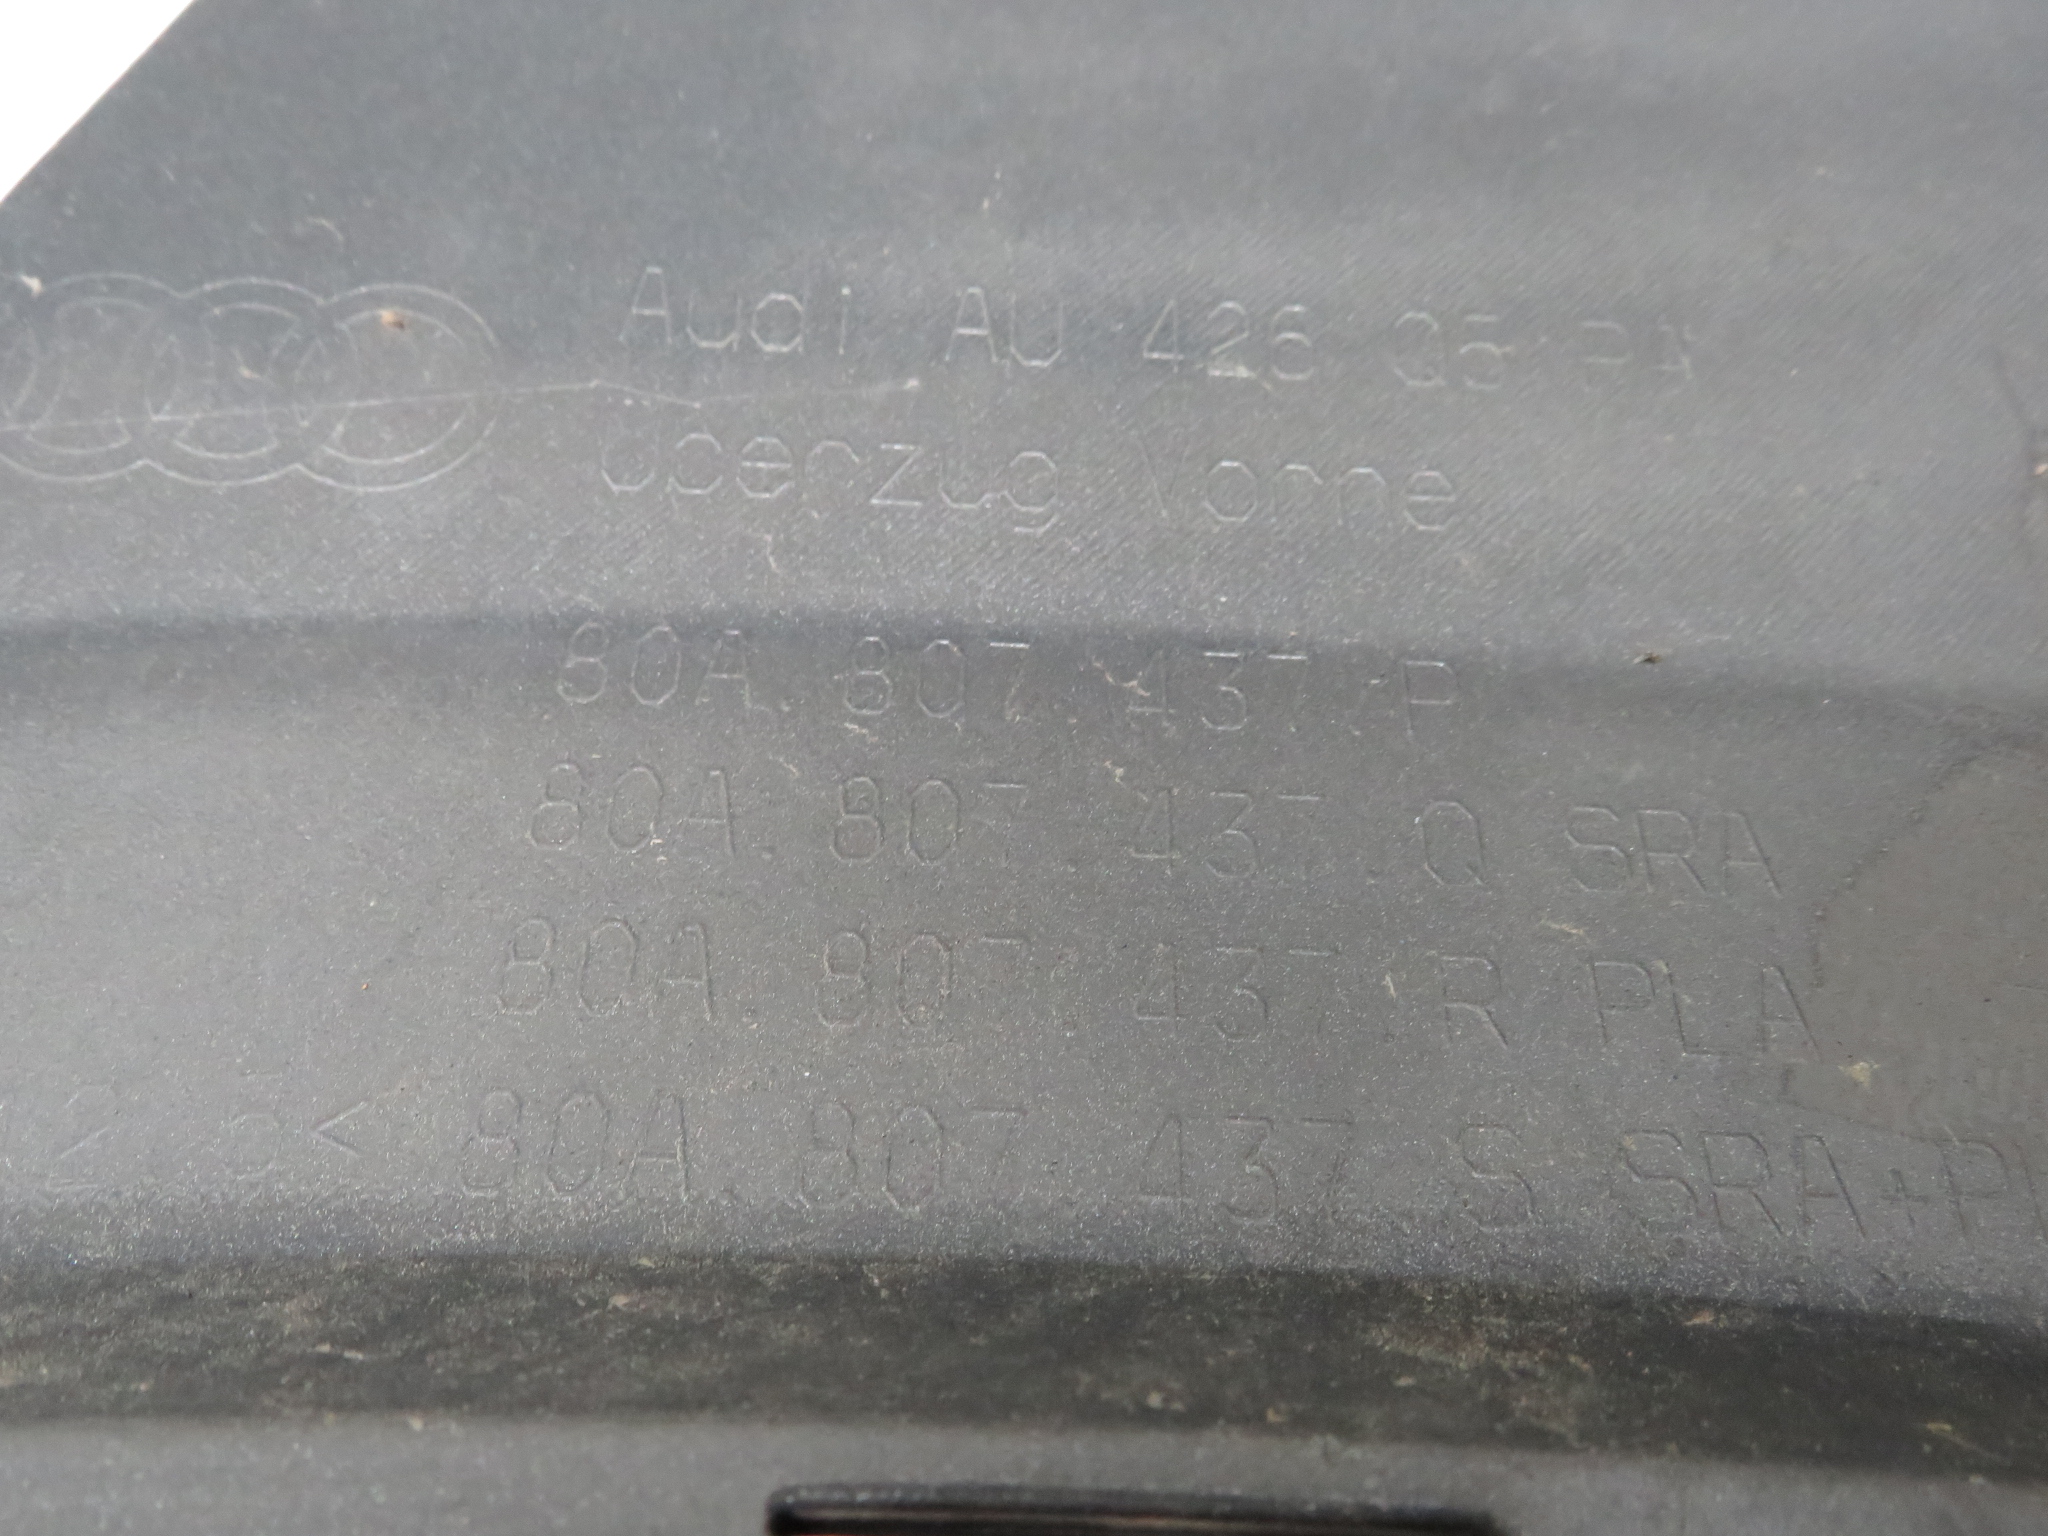 Audi AU 426 Q5 PA
Überzug Vorne
80A.807.437.P
80A.807.437.Q SRA
80A.807.437.R PLA
80A.807.437.S SRA+PL